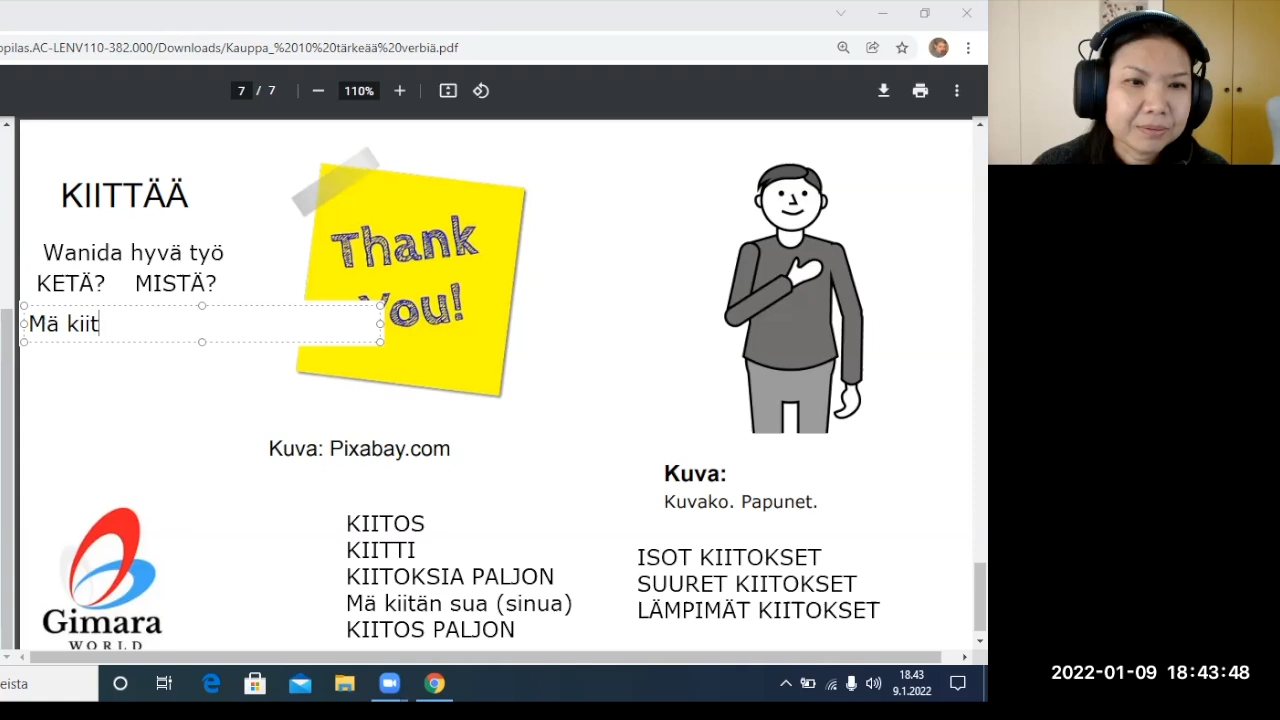 opilas.AC-LENV110-382.000/Downloads/Kauppa_%2010%20tärkeää%20verbiä.pdf
7 / 7
110%
KIITTÄÄ
Wanida hyvä työ
KETÄ? MISTÄ?
Mä kiit
Thank
You!
Kuva: Pixabay.com
Kuva:
Kuvako. Papunet.
KIITOS
KIITTI
KIITOKSIA PALJON
Mä kiitän sua (sinua)
KIITOS PALJON
ISOT KIITOKSET
SUURET KIITOKSET
LÄMPIMÄT KIITOKSET
Gimara
WORLD
eista
18.43
9.1.2022
2022-01-09 18:43:48